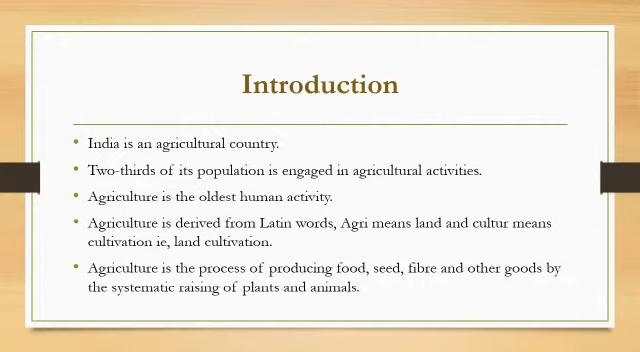 Introduction
• India is an agricultural country.
• Two-thirds of its population is engaged in agricultural activities.
• Agriculture is the oldest human activity.
• Agriculture is derived from Latin words, Agri means land and cultur means
cultivation ie, land cultivation.
• Agriculture is the process of producing food, seed, fibre and other goods by
the systematic raising of plants and animals.